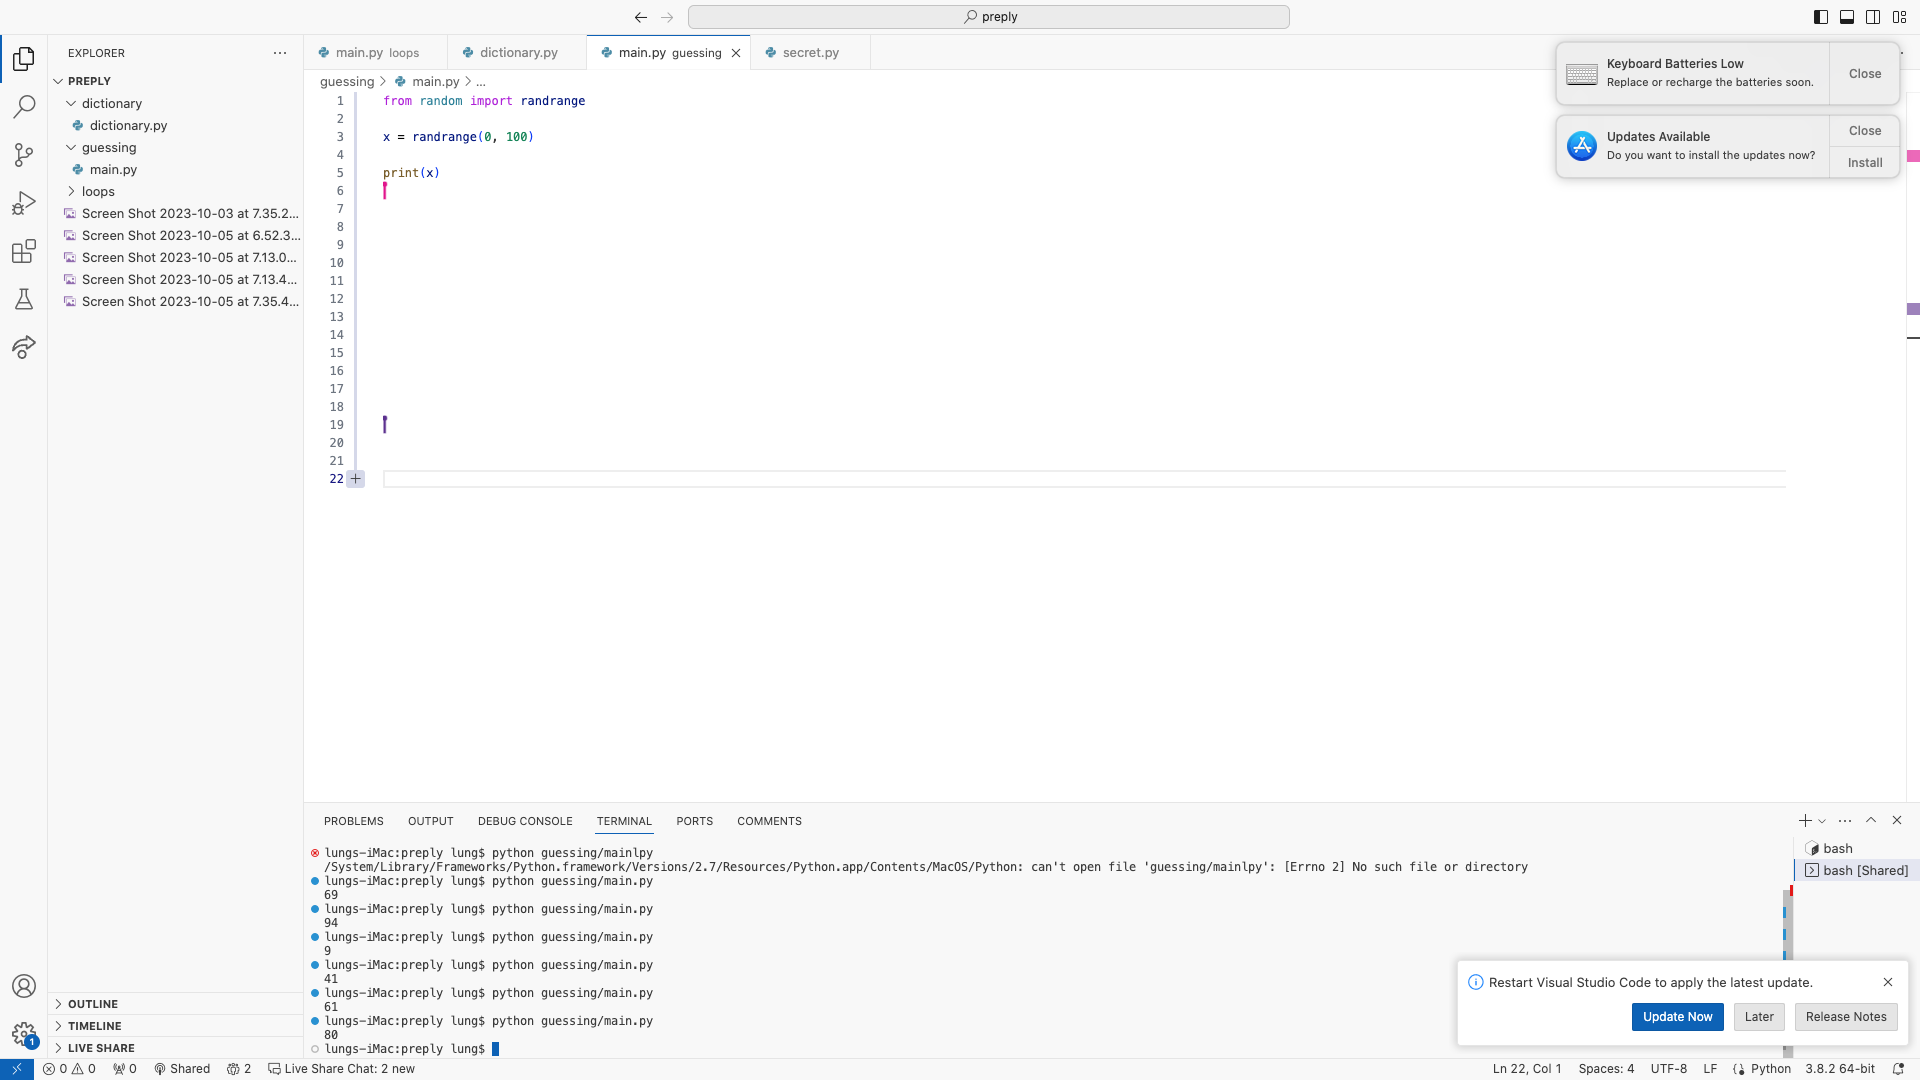 preply
EXPLORER
PREPLY
dictionary
dictionary.py
guessing
main.py
loops
Screen Shot 2023-10-03 at 7.35.2...
Screen Shot 2023-10-05 at 6.52.3...
Screen Shot 2023-10-05 at 7.13.0...
Screen Shot 2023-10-05 at 7.13.4...
Screen Shot 2023-10-05 at 7.35.4...
OUTLINE
TIMELINE
LIVE SHARE
main.py loops dictionary.py main.py guessing secret.py
guessing > main.py > ...
1 from random import randrange
2
3 x = randrange(0, 100)
4
5 print(x)
6
7
8
9
10
11
12
13
14
15
16
17
18
19
20
21
22
Keyboard Batteries Low
Replace or recharge the batteries soon.
Close
Updates Available
Do you want to install the updates now?
Close
Install
PROBLEMS OUTPUT DEBUG CONSOLE TERMINAL PORTS COMMENTS
lungs-iMac:preply lung$ python guessing/mainlpy
/System/Library/Frameworks/Python.framework/Versions/2.7/Resources/Python.app/Contents/MacOS/Python: can't open file 'guessing/mainlpy': [Errno 2] No such file or directory
lungs-iMac:preply lung$ python guessing/main.py
69
lungs-iMac:preply lung$ python guessing/main.py
94
lungs-iMac:preply lung$ python guessing/main.py
9
lungs-iMac:preply lung$ python guessing/main.py
41
lungs-iMac:preply lung$ python guessing/main.py
61
lungs-iMac:preply lung$ python guessing/main.py
80
lungs-iMac:preply lung$
bash
bash [Shared]
Restart Visual Studio Code to apply the latest update.
Update Now Later Release Notes
1
0 0 0 Shared 2 Live Share Chat: 2 new Ln 22, Col 1 Spaces: 4 UTF-8 LF Python 3.8.2 64-bit